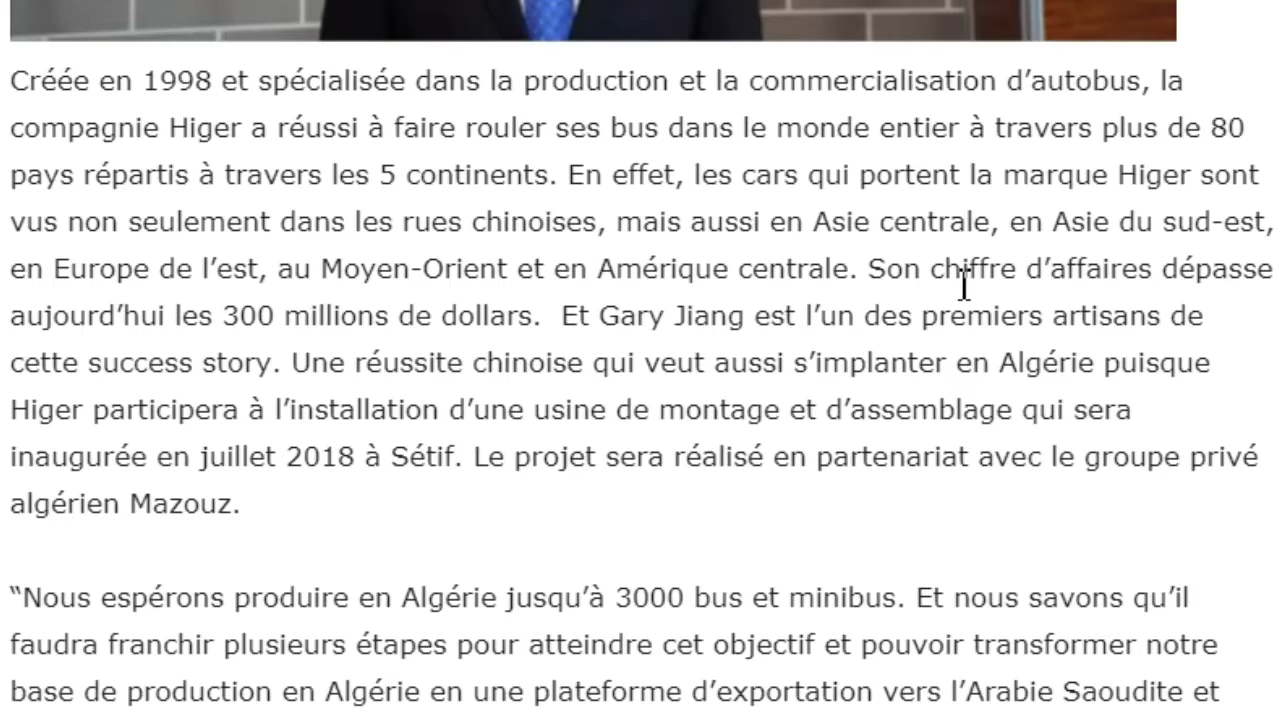 Créée en 1998 et spécialisée dans la production et la commercialisation d’autobus, la
compagnie Higer a réussi à faire rouler ses bus dans le monde entier à travers plus de 80
pays répartis à travers les 5 continents. En effet, les cars qui portent la marque Higer sont
vus non seulement dans les rues chinoises, mais aussi en Asie centrale, en Asie du sud-est,
en Europe de l’est, au Moyen-Orient et en Amérique centrale. Son chiffre d’affaires dépasse
aujourd’hui les 300 millions de dollars.  Et Gary Jiang est l’un des premiers artisans de
cette success story. Une réussite chinoise qui veut aussi s’implanter en Algérie puisque
Higer participera à l’installation d’une usine de montage et d’assemblage qui sera
inaugurée en juillet 2018 à Sétif. Le projet sera réalisé en partenariat avec le groupe privé
algérien Mazouz.
“Nous espérons produire en Algérie jusqu’à 3000 bus et minibus. Et nous savons qu’il
faudra franchir plusieurs étapes pour atteindre cet objectif et pouvoir transformer notre
base de production en Algérie en une plateforme d’exportation vers l’Arabie Saoudite et